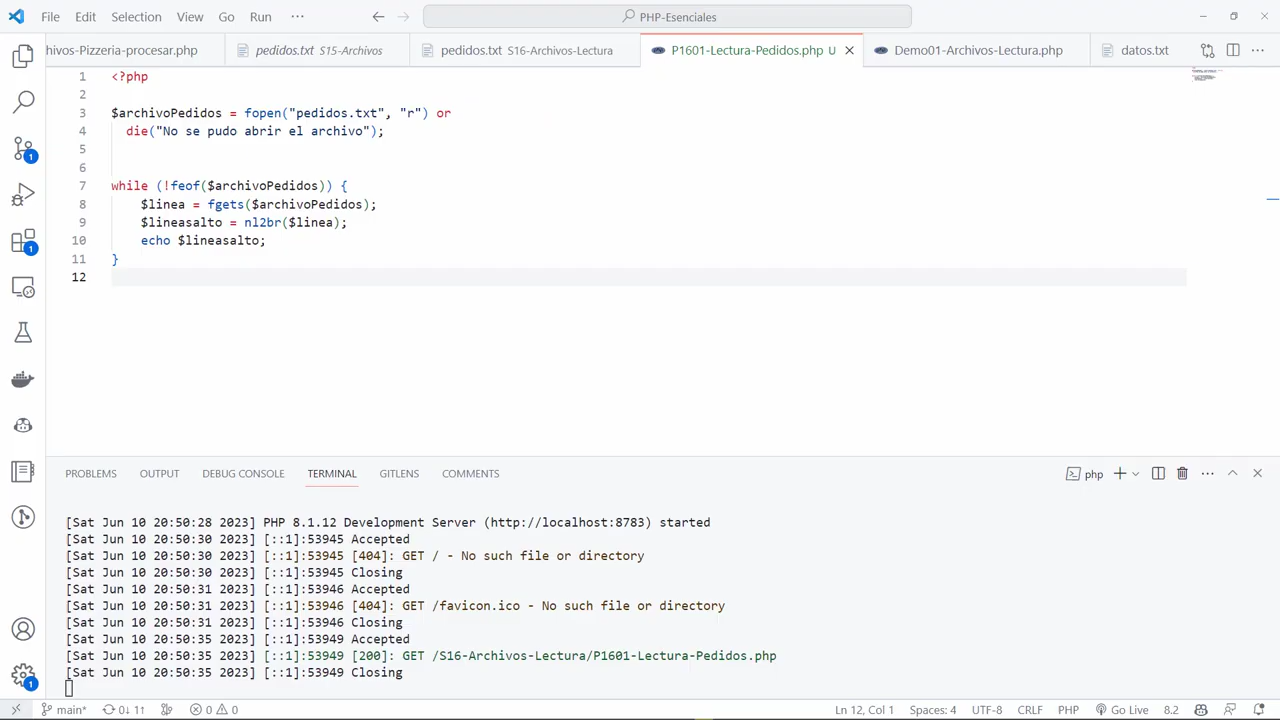 File Edit Selection View Go Run ··· PHP-Esenciales
hivos-Pizzeria-procesar.php pedidos.txt S15-Archivos pedidos.txt S16-Archivos-Lectura P1601-Lectura-Pedidos.php U Demo01-Archivos-Lectura.php datos.txt
1 <?php
2
3 $archivoPedidos = fopen("pedidos.txt", "r") or
4 die("No se pudo abrir el archivo");
5
6
7 while (!feof($archivoPedidos)) {
8 $linea = fgets($archivoPedidos);
9 $lineasalto = nl2br($linea);
10 echo $lineasalto;
11 }
12
1
1
PROBLEMS OUTPUT DEBUG CONSOLE TERMINAL GITLENS COMMENTS php
[Sat Jun 10 20:50:28 2023] PHP 8.1.12 Development Server (http://localhost:8783) started
[Sat Jun 10 20:50:30 2023] [::1]:53945 Accepted
[Sat Jun 10 20:50:30 2023] [::1]:53945 [404]: GET / - No such file or directory
[Sat Jun 10 20:50:30 2023] [::1]:53945 Closing
[Sat Jun 10 20:50:31 2023] [::1]:53946 Accepted
[Sat Jun 10 20:50:31 2023] [::1]:53946 [404]: GET /favicon.ico - No such file or directory
[Sat Jun 10 20:50:31 2023] [::1]:53946 Closing
[Sat Jun 10 20:50:35 2023] [::1]:53949 Accepted
[Sat Jun 10 20:50:35 2023] [::1]:53949 [200]: GET /S16-Archivos-Lectura/P1601-Lectura-Pedidos.php
[Sat Jun 10 20:50:35 2023] [::1]:53949 Closing
1
main* 0↓ 1↑ 0 0 Ln 12, Col 1 Spaces: 4 UTF-8 CRLF PHP Go Live 8.2